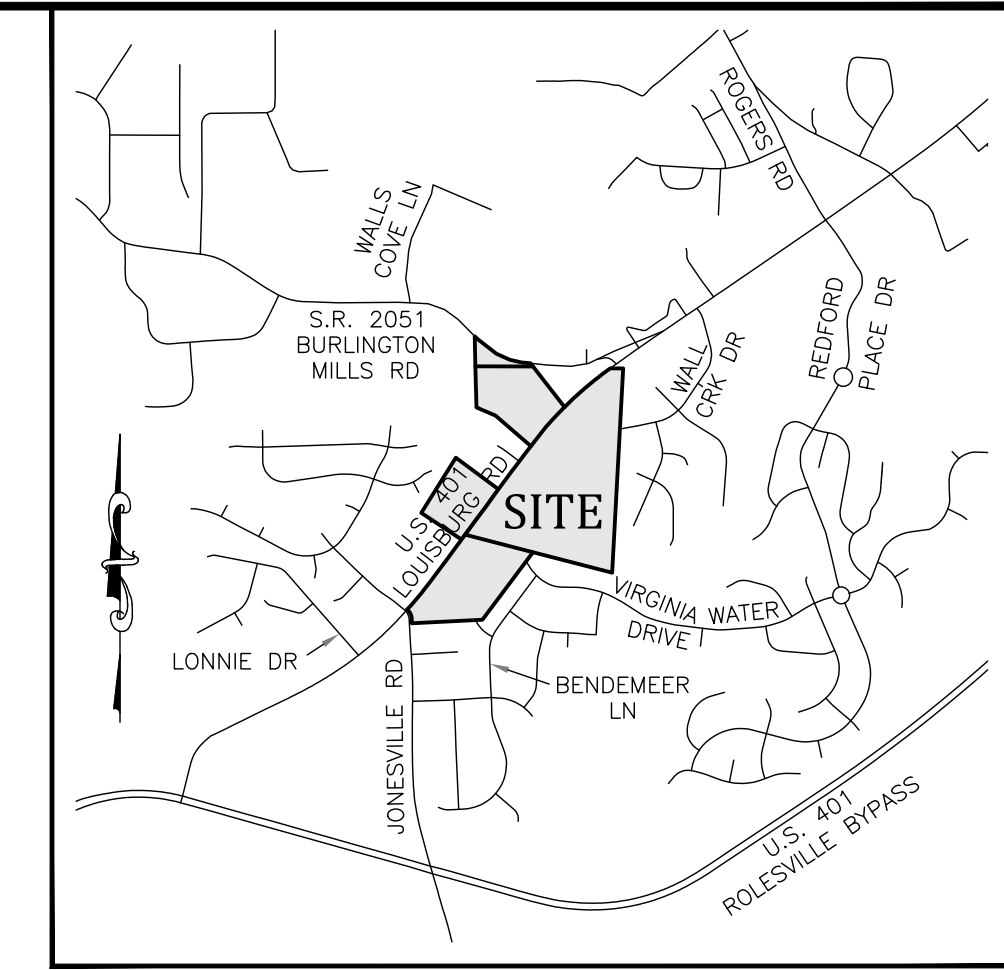 ROGERS RD
WALLS
COVE LN
S.R. 2051
BURLINGTON
MILLS RD
REDFORD
PLACE DR
WALL
CRK DR
U.S. 401
LOUISBURG RD
SITE
VIRGINIA WATER
DRIVE
LONNIE DR
BENDEMEER
LN
JONESVILLE RD
U.S. 401
ROLESVILLE BYPASS